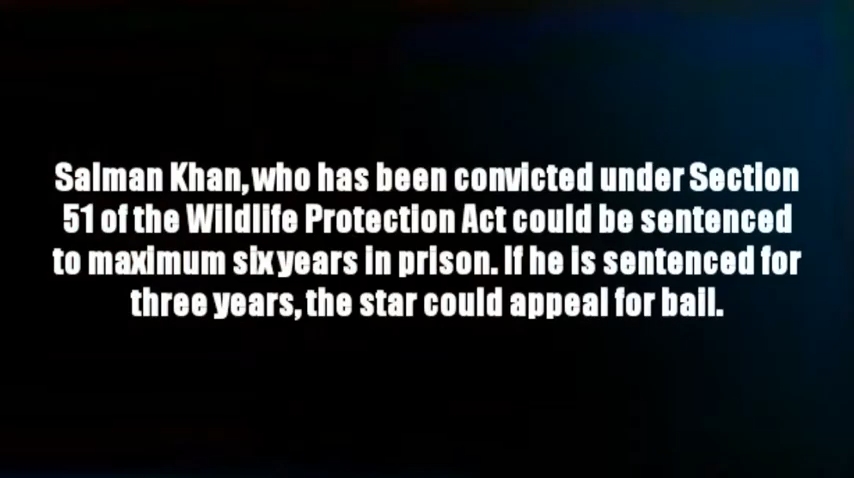 Salman Khan, who has been convicted under Section
51 of the Wildlife Protection Act could be sentenced
to maximum six years in prison. If he is sentenced for
three years, the star could appeal for bail.